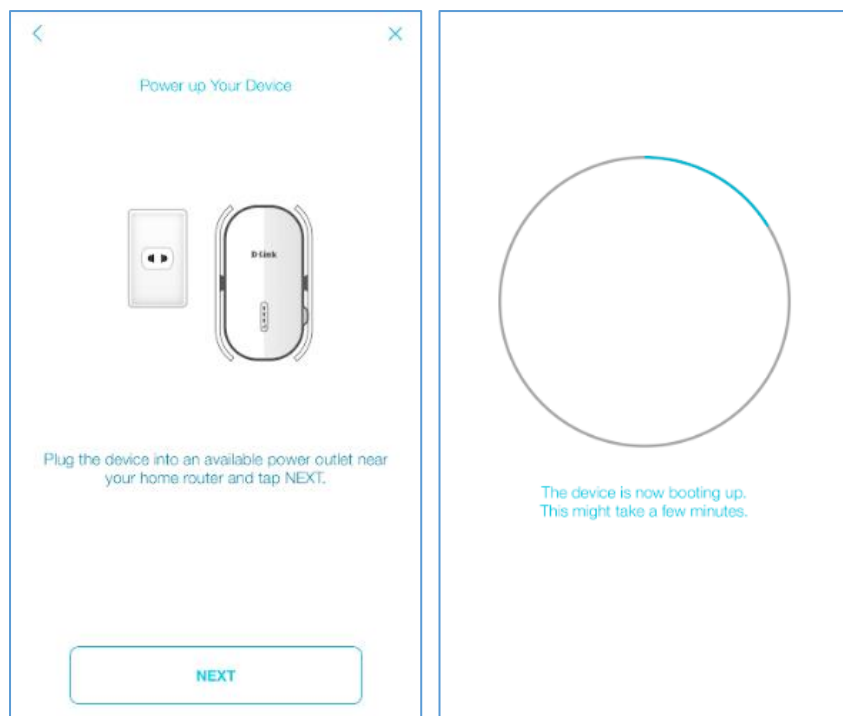 Power up Your Device
D-Link
Plug the device into an available power outlet near
your home router and tap NEXT.
NEXT
The device is now booting up.
This might take a few minutes.